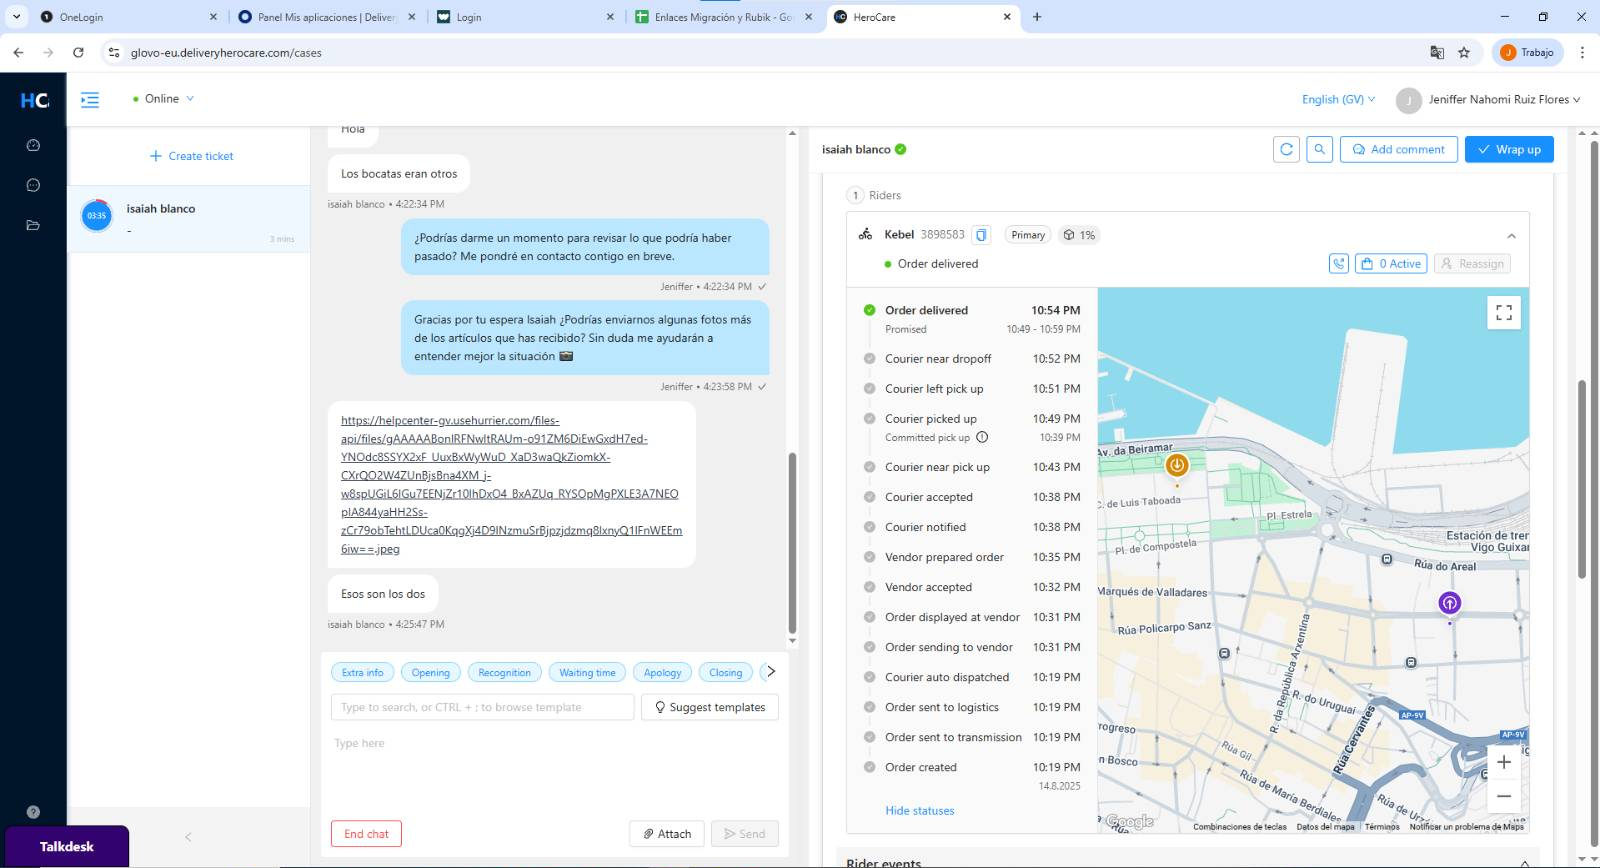 OneLogin
Panel Mis aplicaciones | Deliver
Login
Enlaces Migración y Rubik - Go
HeroCare
glovo-eu.deliveryherocare.com/cases
Trabajo
HC
Online
English (GV)
J
Jeniffer Nahomi Ruiz Flores
Create ticket
03:35
isaiah blanco
-
3 mins
Hola
Los bocatas eran otros
isaiah blanco • 4:22:34 PM
¿Podrías darme un momento para revisar lo que podría haber
pasado? Me pondré en contacto contigo en breve.
Jeniffer • 4:22:34 PM
Gracias por tu espera Isaiah ¿Podrías enviarnos algunas fotos más
de los artículos que has recibido? Sin duda me ayudarán a
entender mejor la situación 📷
Jeniffer • 4:23:58 PM
https://helpcenter-gv.usehurrier.com/files-
api/files/gAAAAABonIRFNwItRAUm-o91ZM6DiEwGxdH7ed-
YNOdc8SSYX2xF_UuxBxWyWuD_XaD3waQkZiomkX-
CXrQO2W4ZUnBjsBna4XM_j-
w8spUGiL6IGu7EENjZr10IhDxO4_BxAZUq_RYSOpMgPXLE3A7NEO
pIA844yaHH2Ss-
zCr79obTehtLDUca0KqgXj4D9INzmuSrBjpzjdzmq8IxnyQ1IFnWEEm
6iw==.jpeg
Esos son los dos
isaiah blanco • 4:25:47 PM
Extra info
Opening
Recognition
Waiting time
Apology
Closing
Type to search, or CTRL + ; to browse template
Suggest templates
Type here
End chat
Attach
Send
Talkdesk
isaiah blanco
Add comment
Wrap up
1 Riders
Kebel 3898583
Primary
1%
Order delivered
0 Active
Reassign
Order delivered 10:54 PM
Promised 10:49 - 10:59 PM
Courier near dropoff 10:52 PM
Courier left pick up 10:51 PM
Courier picked up 10:49 PM
Committed pick up 10:39 PM
Courier near pick up 10:43 PM
Courier accepted 10:38 PM
Courier notified 10:38 PM
Vendor prepared order 10:35 PM
Vendor accepted 10:32 PM
Order displayed at vendor 10:31 PM
Order sending to vendor 10:31 PM
Courier auto dispatched 10:19 PM
Order sent to logistics 10:19 PM
Order sent to transmission 10:19 PM
Order created 10:19 PM
14.8.2025
Hide statuses
Av. da Beiramar
C. de Luis Taboada
Pl. Estrela
Pl. de Compostela
Estación de tren
Vigo Guixar
Rúa do Areal
Marqués de Valladares
Rúa Policarpo Sanz
R. da República Arxentina
R. do Uruguai
AP-9V
AP-9V
rogreso
Rúa Gil
Rúa Cervantes
n Bosco
Rúa de María Berdiales
Rúa de Urzáiz
Google
Combinaciones de teclas
Datos del mapa
Términos
Notificar un problema de Maps
Rider events